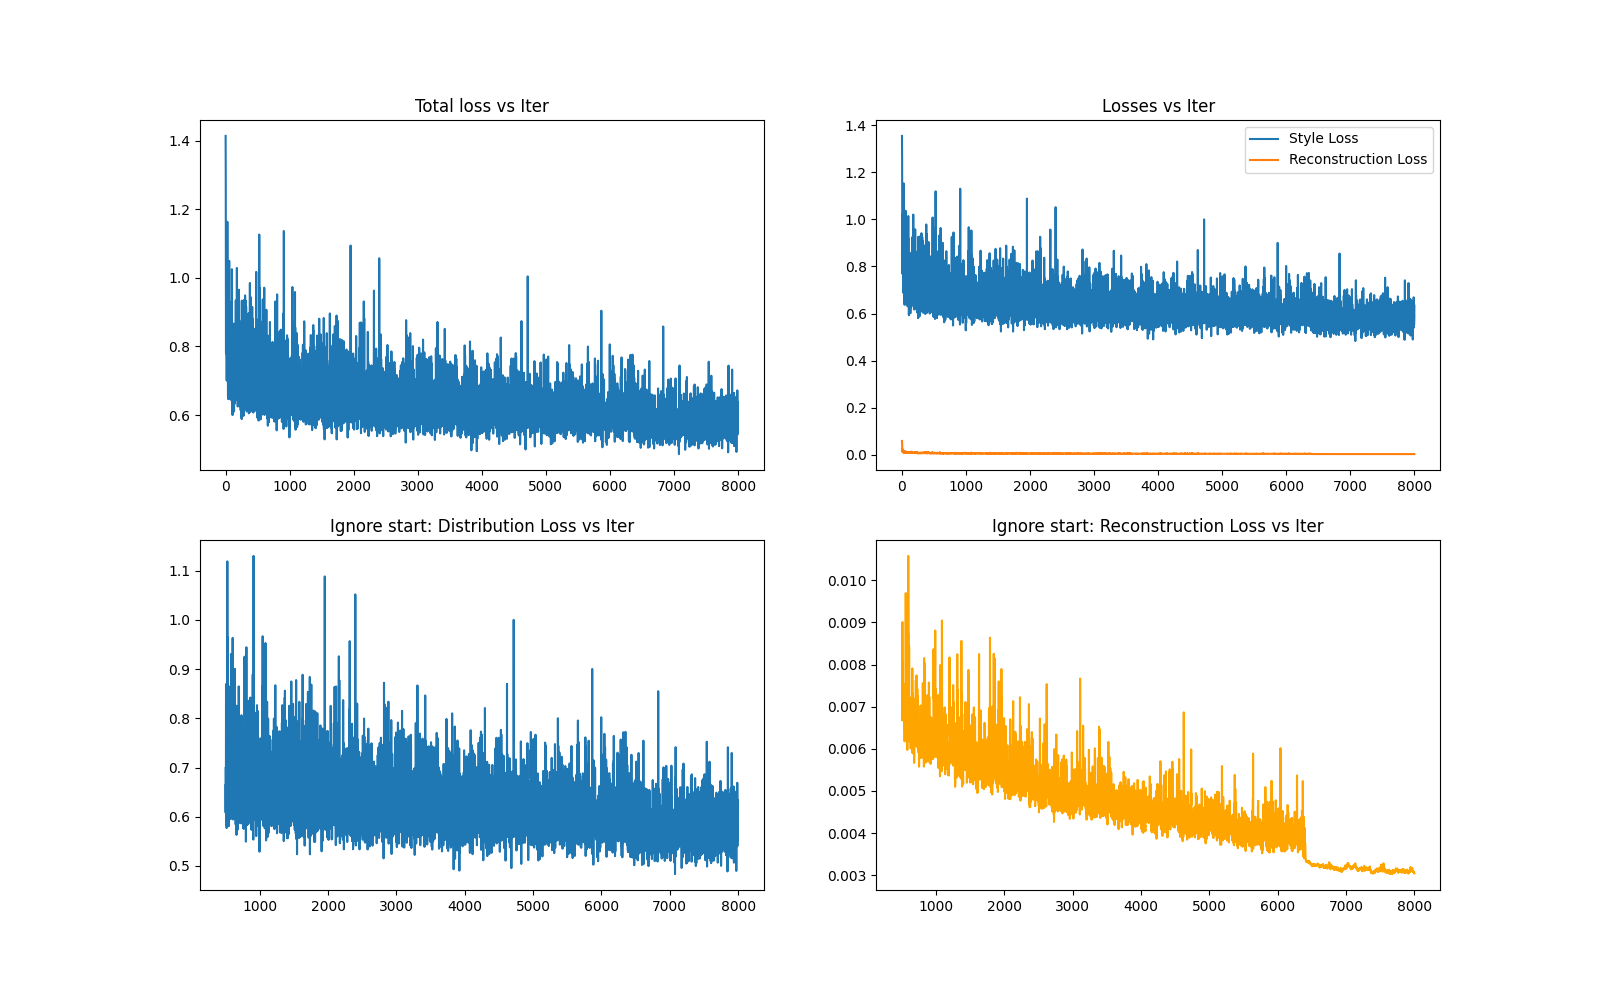 Total loss vs Iter
1.4
1.2
1.0
0.8
0.6
0 1000 2000 3000 4000 5000 6000 7000 8000
Losses vs Iter
Style Loss
Reconstruction Loss
1.4
1.2
1.0
0.8
0.6
0.4
0.2
0.0
0 1000 2000 3000 4000 5000 6000 7000 8000
Ignore start: Distribution Loss vs Iter
1.1
1.0
0.9
0.8
0.7
0.6
0.5
1000 2000 3000 4000 5000 6000 7000 8000
Ignore start: Reconstruction Loss vs Iter
0.010
0.009
0.008
0.007
0.006
0.005
0.004
0.003
1000 2000 3000 4000 5000 6000 7000 8000